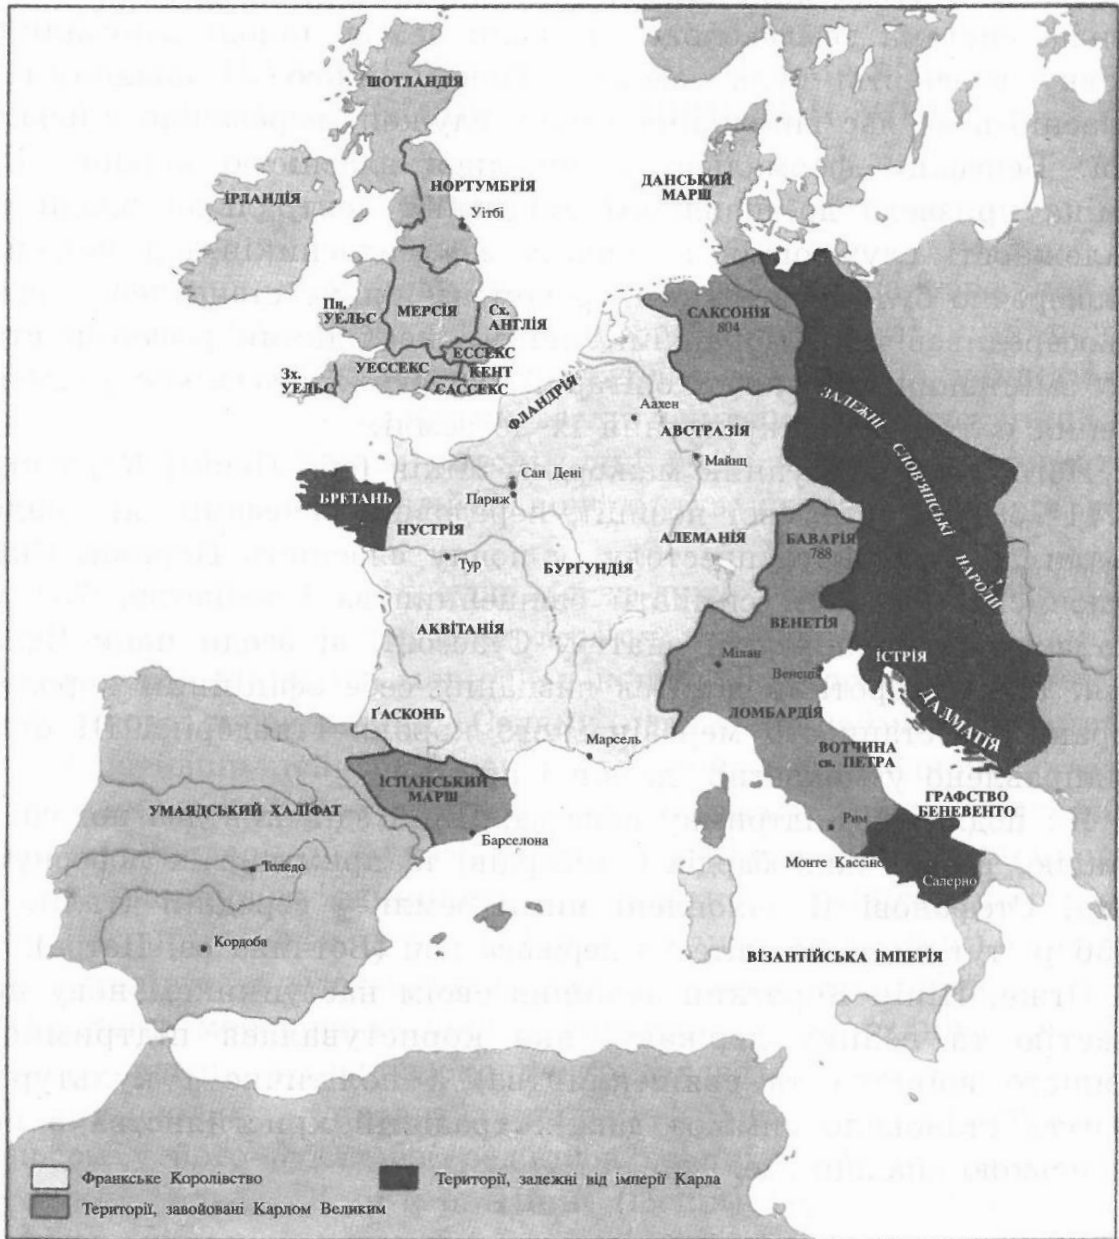 ШОТЛАНДІЯ
НОРТУМБРІЯ
ІРЛАНДІЯ
Уітбі
ДАНСЬКИЙ
МАРШ
Пн.
УЕЛЬС
МЕРСІЯ
Сх.
АНГЛІЯ
САКСОНІЯ
804
ЕССЕКС
УЕССЕКС
КЕНТ
Зх.
УЕЛЬС
САССЕКС
ФЛАНДРІЯ
Аахен
АВСТРАЗІЯ
Майнц
ЗАЛЕЖНІ СЛОВ'ЯНСЬКІ НАРОДИ
Сан Дені
Париж
БРЕТАНЬ
НУСТРІЯ
Тур
АЛЕМАНІЯ
БАВАРІЯ
788
БУРГУНДІЯ
АКВІТАНІЯ
ВЕНЕТІЯ
Мілан
Венеція
ІСТРІЯ
ДАЛМАТІЯ
ҐАСКОНЬ
ЛОМБАРДІЯ
Марсель
ВОТЧИНА
св. ПЕТРА
ІСПАНСЬКИЙ
МАРШ
УМАЯДСЬКИЙ ХАЛІФАТ
ГРАФСТВО
БЕНЕВЕНТО
Рим
Барселона
Монте Кассіно
Толедо
Салерно
Кордоба
ВІЗАНТІЙСЬКА ІМПЕРІЯ
Франкське Королівство
Території, залежні від імперії Карла
Території, завойовані Карлом Великим